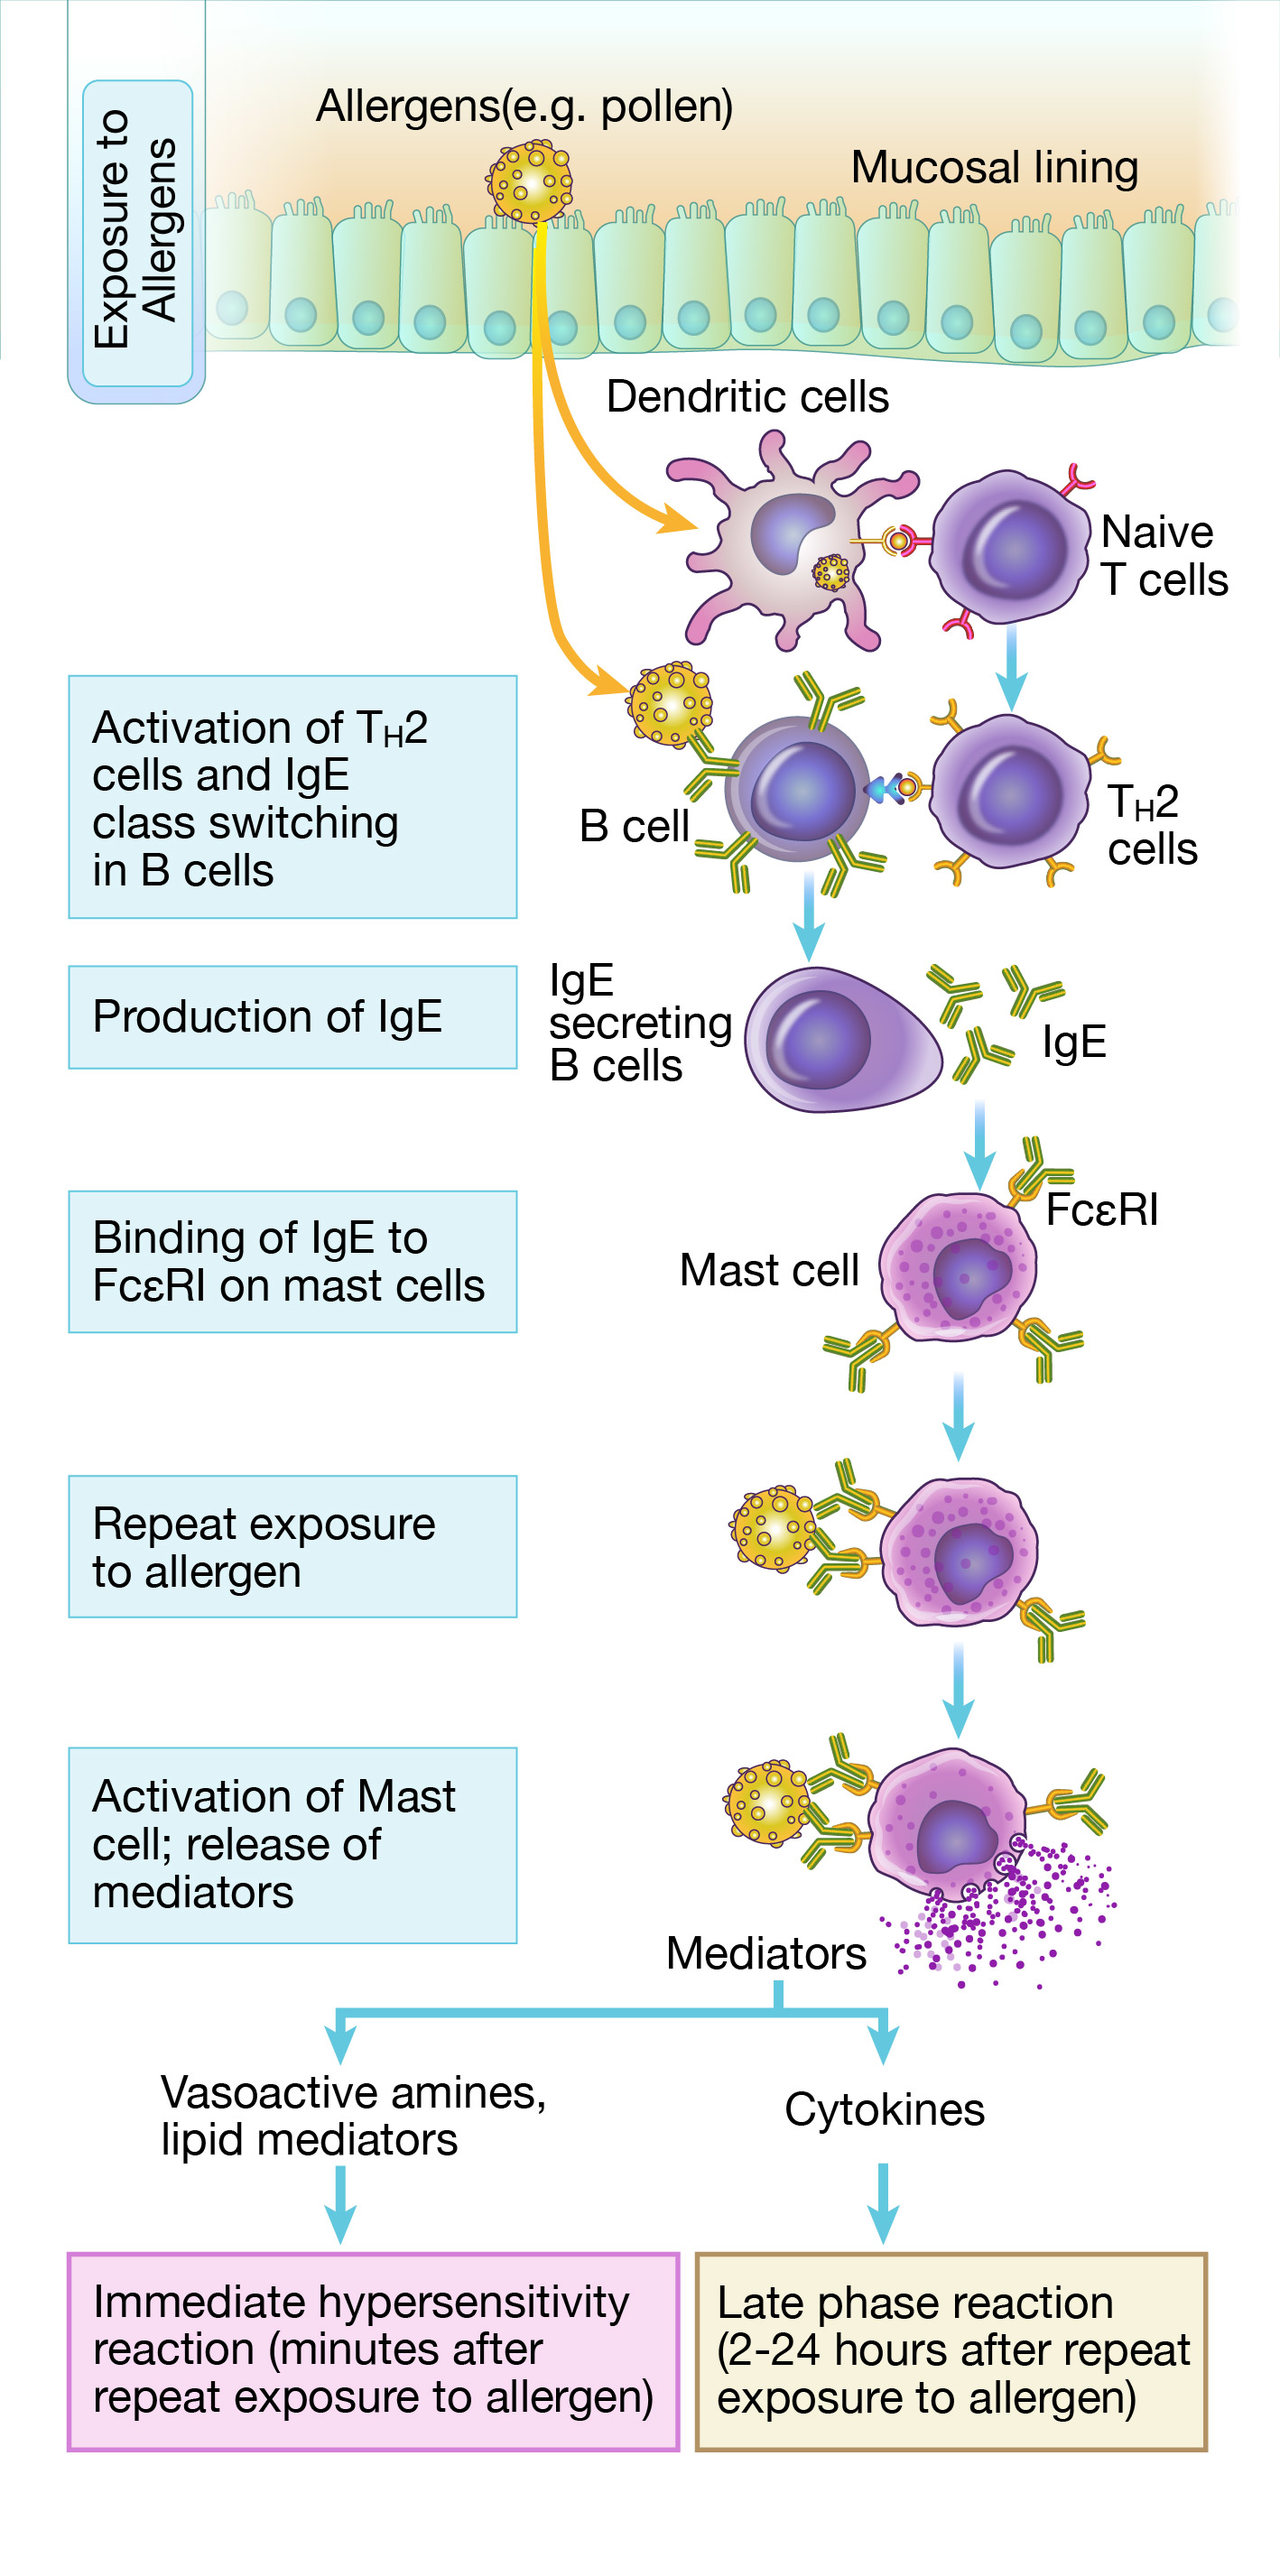 Exposure to
Allergens
Allergens(e.g. pollen)
Mucosal lining
Dendritic cells
Naive
T cells
Activation of TH2
cells and IgE
class switching
in B cells
B cell
TH2
cells
Production of IgE
IgE
secreting
B cells
IgE
Binding of IgE to
FcεRI on mast cells
Mast cell
FcεRI
Repeat exposure
to allergen
Activation of Mast
cell; release of
mediators
Mediators
Vasoactive amines,
lipid mediators
Cytokines
Immediate hypersensitivity
reaction (minutes after
repeat exposure to allergen)
Late phase reaction
(2-24 hours after repeat
exposure to allergen)